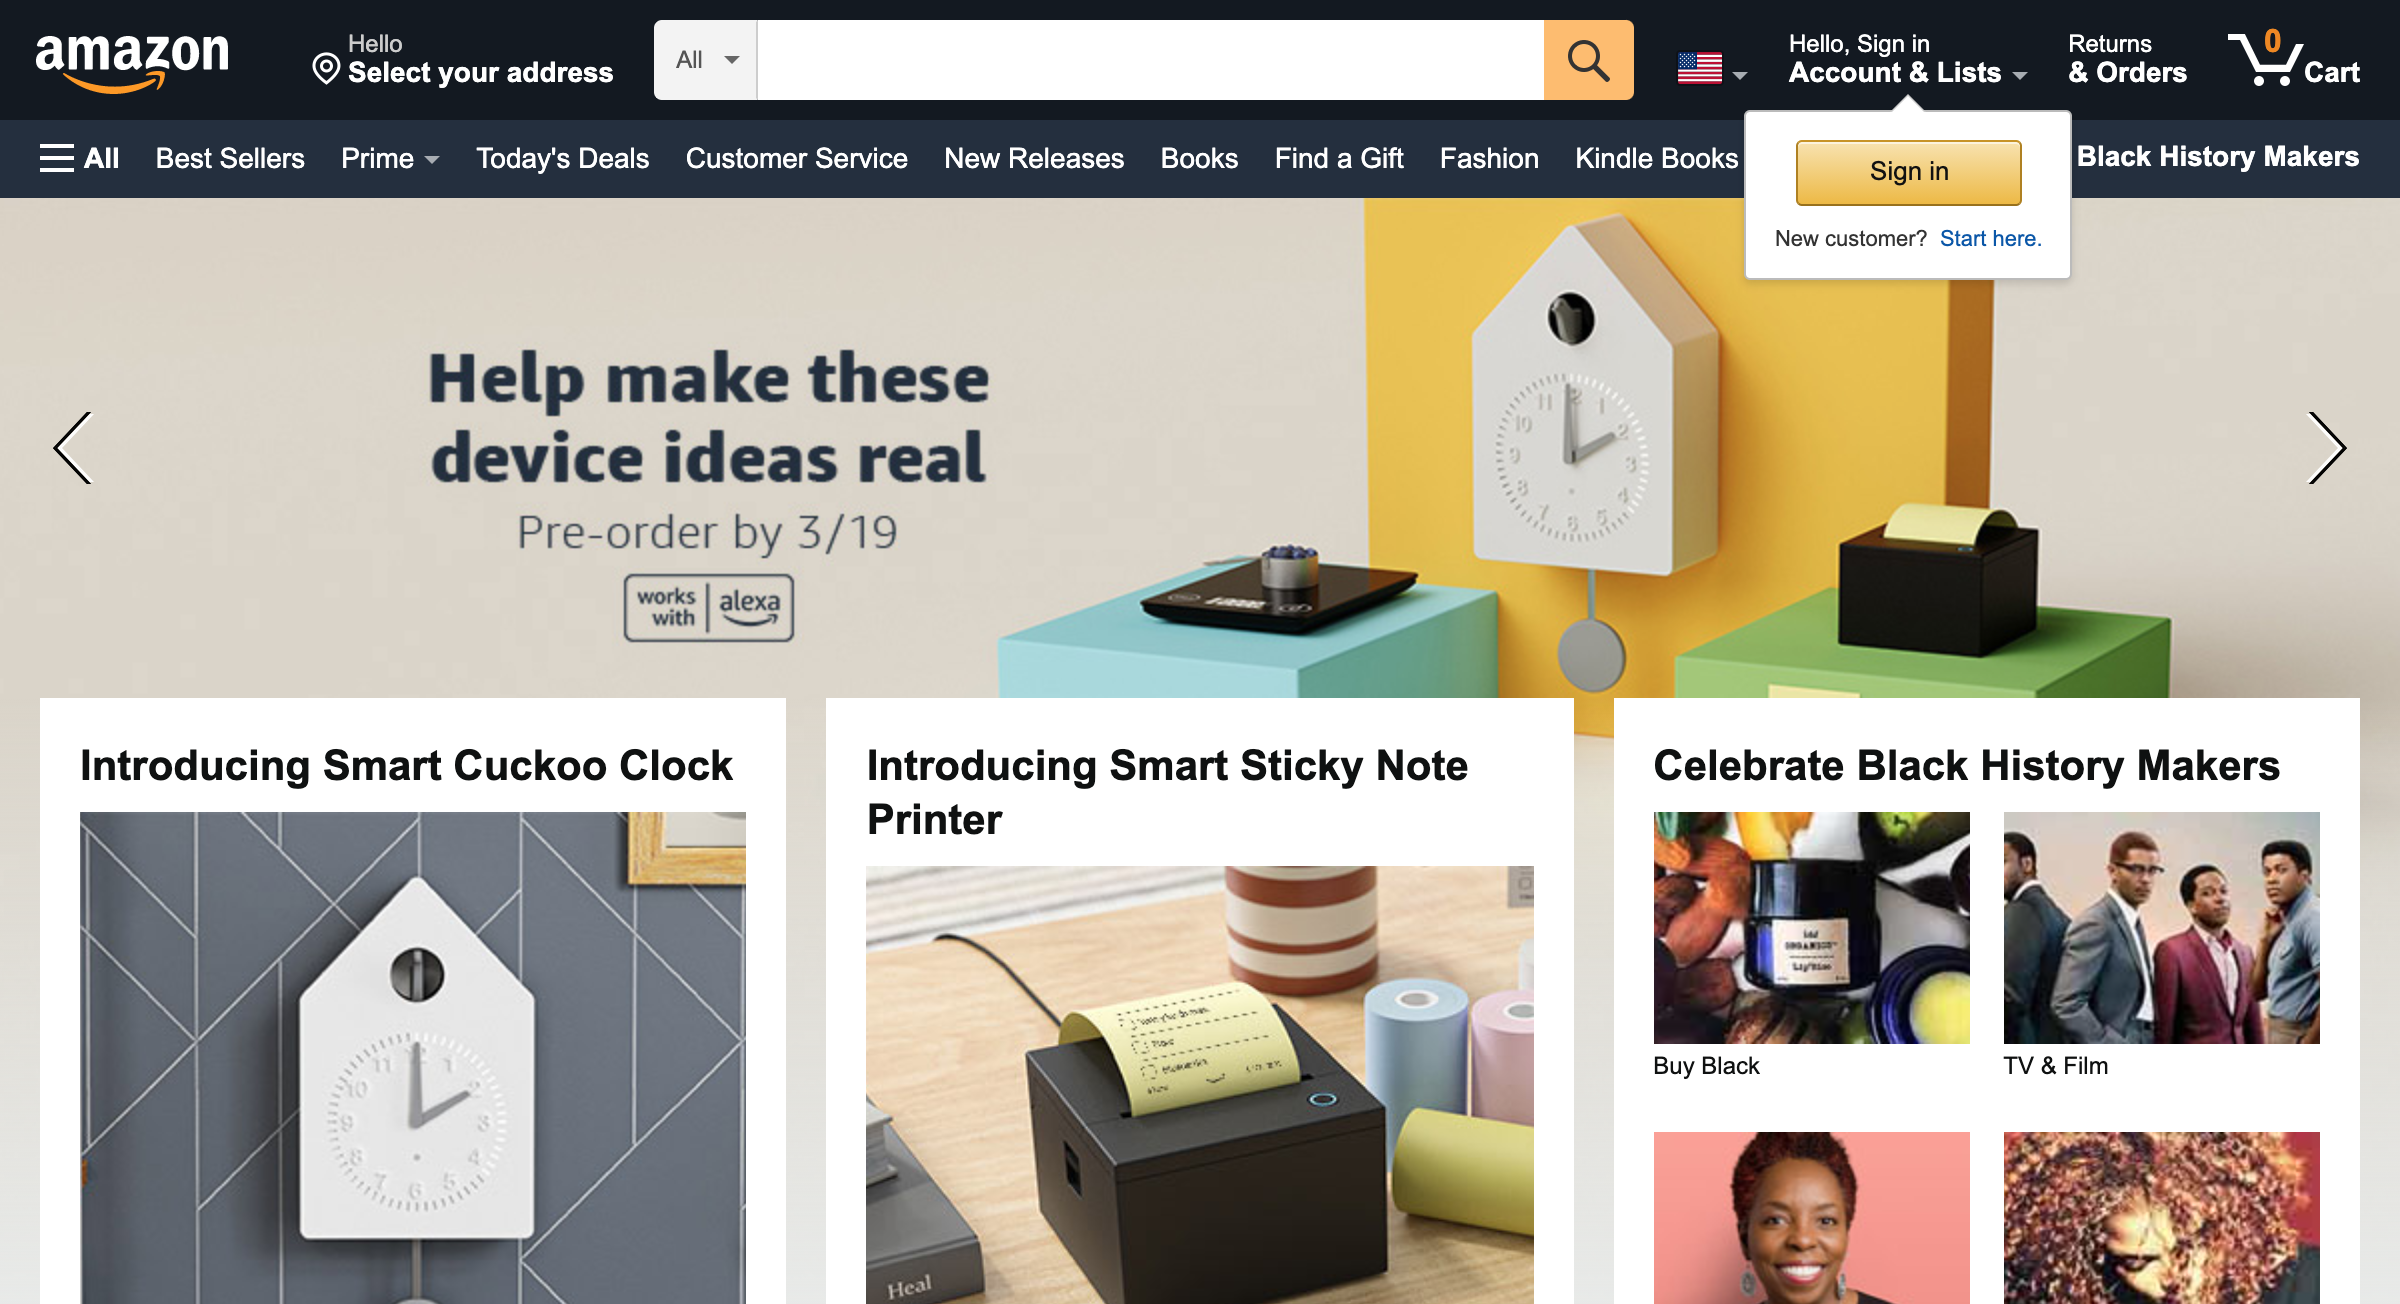 amazon
Hello
Select your address
All
Hello, Sign in
Account & Lists
Returns
& Orders
0
Cart
All
Best Sellers
Prime
Today's Deals
Customer Service
New Releases
Books
Find a Gift
Fashion
Kindle Books
Black History Makers
Sign in
New customer? Start here.
Help make these
device ideas real
Pre-order by 3/19
works with | alexa
Introducing Smart Cuckoo Clock
Introducing Smart Sticky Note
Printer
Heal
Celebrate Black History Makers
ORGANICS
Buy Black
TV & Film